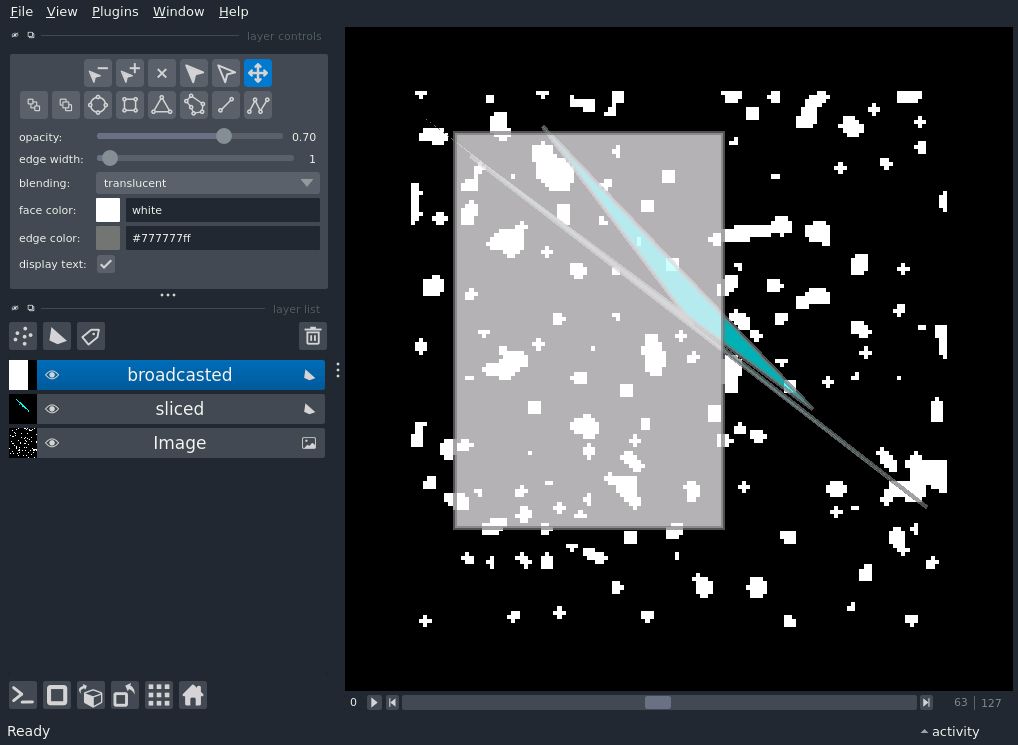 File View Plugins Window Help
layer controls
opacity: 0.70
edge width: 1
blending: translucent
face color: white
edge color: #777777ff
display text:
layer list
broadcasted
sliced
Image
0 63 127
Ready activity